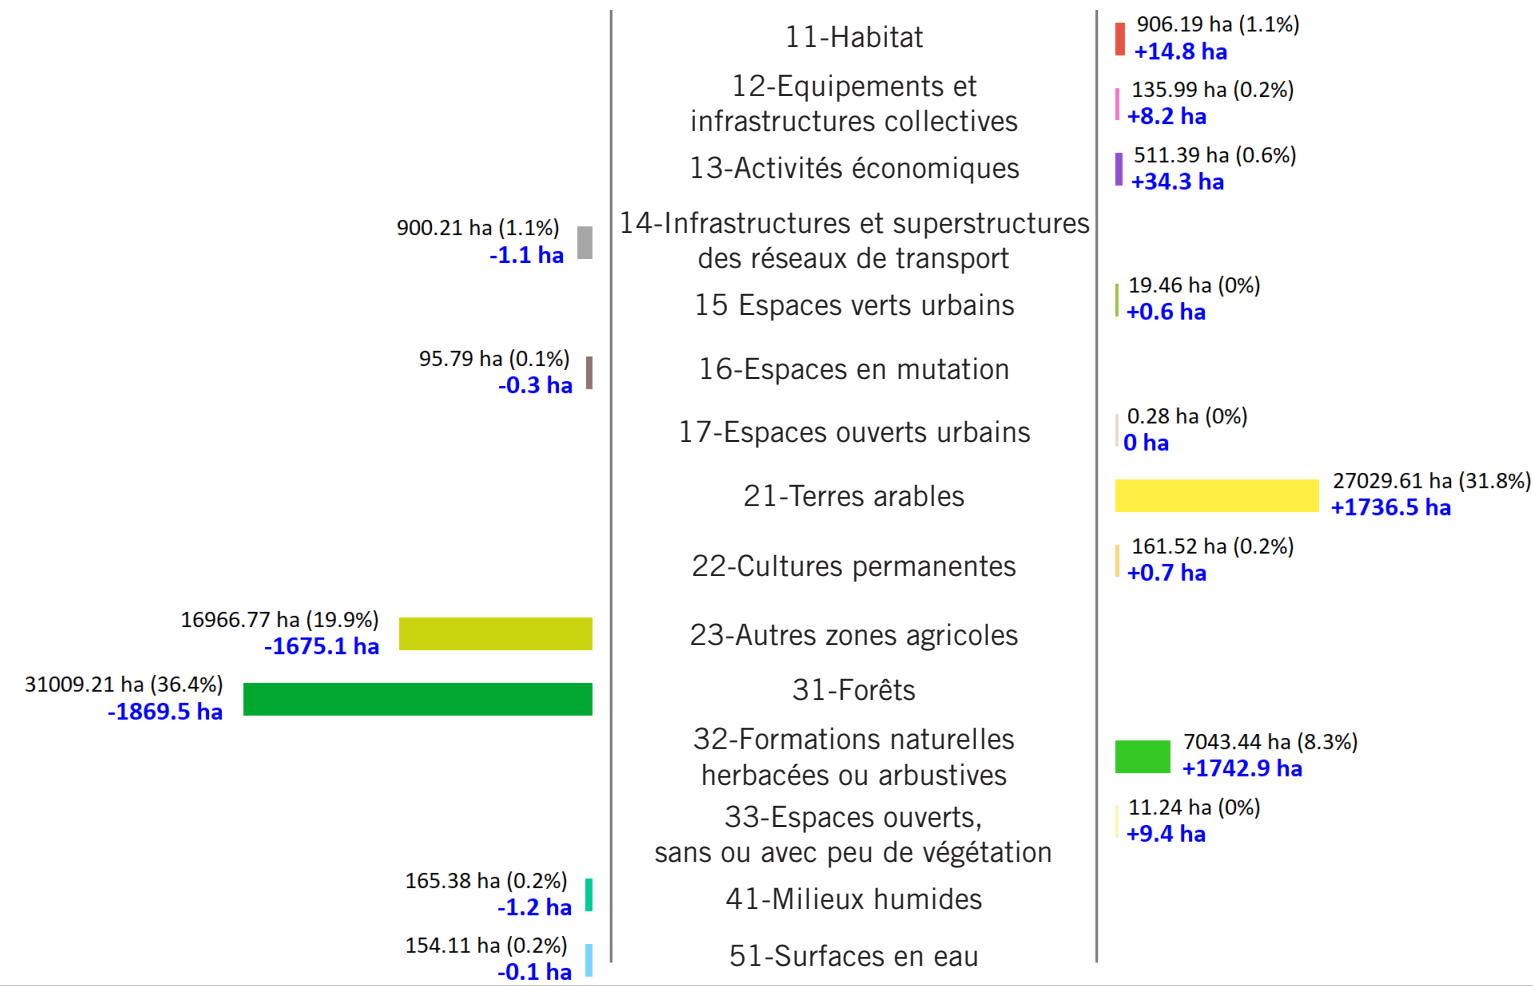 11-Habitat
906.19 ha (1.1%)
+14.8 ha
12-Equipements et
infrastructures collectives
135.99 ha (0.2%)
+8.2 ha
13-Activités économiques
511.39 ha (0.6%)
+34.3 ha
900.21 ha (1.1%)
-1.1 ha
14-Infrastructures et superstructures
des réseaux de transport
15 Espaces verts urbains
19.46 ha (0%)
+0.6 ha
95.79 ha (0.1%)
-0.3 ha
16-Espaces en mutation
17-Espaces ouverts urbains
0.28 ha (0%)
0 ha
21-Terres arables
27029.61 ha (31.8%)
+1736.5 ha
22-Cultures permanentes
161.52 ha (0.2%)
+0.7 ha
16966.77 ha (19.9%)
-1675.1 ha
23-Autres zones agricoles
31009.21 ha (36.4%)
-1869.5 ha
31-Forêts
32-Formations naturelles
herbacées ou arbustives
7043.44 ha (8.3%)
+1742.9 ha
33-Espaces ouverts,
sans ou avec peu de végétation
11.24 ha (0%)
+9.4 ha
165.38 ha (0.2%)
-1.2 ha
41-Milieux humides
154.11 ha (0.2%)
-0.1 ha
51-Surfaces en eau